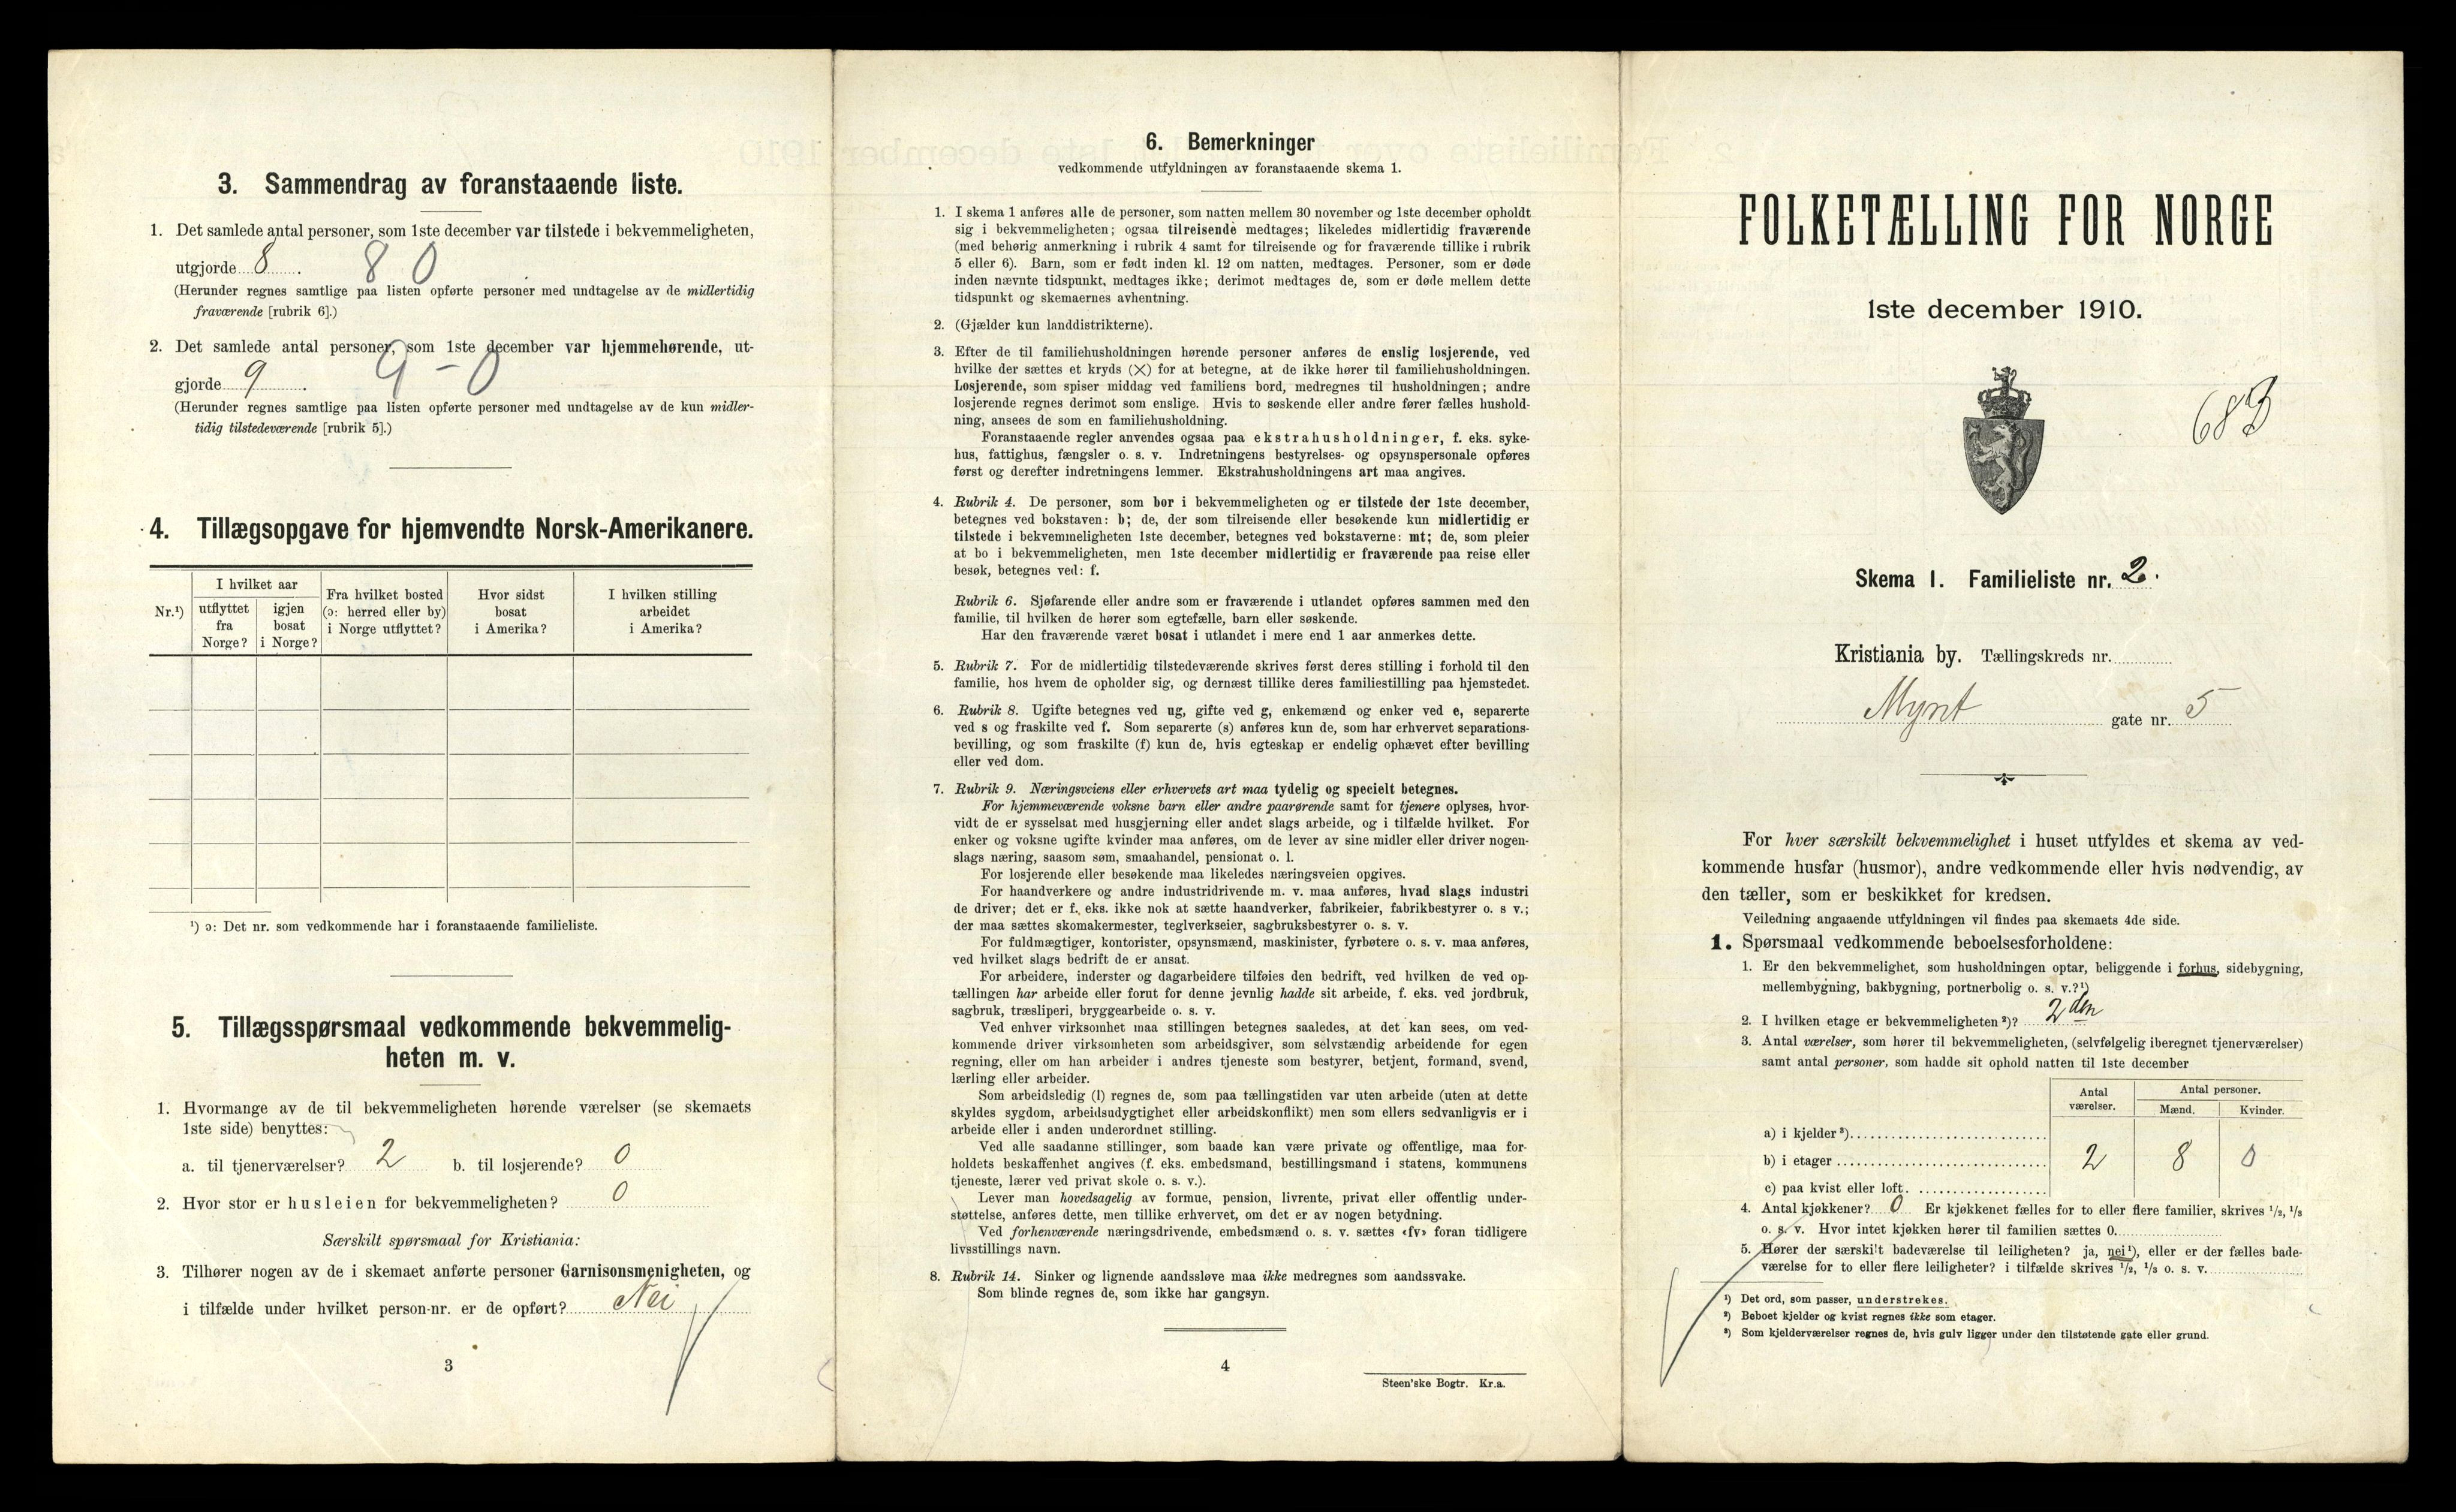 3. Sammendrag av foranstaaende liste.
1. Det samlede antal personer, som 1ste december var tilstede i bekvemmeligheten,
utgjorde 8. 8 0
(Herunder regnes samtlige paa listen opførte personer med undtagelse av de midlertidig
fraværende [rubrik 6].)
2. Det samlede antal personer, som 1ste december var hjemmehørende, ut-
gjorde 9. 9 - 0
(Herunder regnes samtlige paa listen opførte personer med undtagelse av de kun midler-
tidig tilstedeværende [rubrik 5].)
4. Tillægsopgave for hjemvendte Norsk-Amerikanere.
Nr.¹)
I hvilket aar
utflyttet
fra
Norge?
igjen
bosat
i Norge?
Fra hvilket bosted
(ɔ: herred eller by)
i Norge utflyttet?
Hvor sidst
bosat
i Amerika?
I hvilken stilling
arbeidet
i Amerika?
¹) ɔ: Det nr. som vedkommende har i foranstaaende familieliste.
5. Tillægsspørsmaal vedkommende bekvemmelig-
heten m. v.
1. Hvormange av de til bekvemmeligheten hørende værelser (se skemaets
1ste side) benyttes:
a. til tjenerværelser? 2 b. til losjerende? 0
2. Hvor stor er husleien for bekvemmeligheten? 0
Særskilt spørsmaal for Kristiania:
3. Tilhører nogen av de i skemaet anførte personer Garnisonsmenigheten, og
i tilfælde under hvilket person-nr. er de opført? Nei
3
6. Bemerkninger
vedkommende utfyldningen av foranstaaende skema 1.
1. I skema 1 anføres alle de personer, som natten mellem 30 november og 1ste december opholdt
sig i bekvemmeligheten; ogsaa tilreisende medtages; likeledes midlertidig fraværende
(med behørig anmerkning i rubrik 4 samt for tilreisende og for fraværende tillike i rubrik
5 eller 6). Barn, som er født inden kl. 12 om natten, medtages. Personer, som er døde
inden nævnte tidspunkt, medtages ikke; derimot medtages de, som er døde mellem dette
tidspunkt og skemaernes avhentning.
2. (Gjælder kun landdistrikterne).
3. Efter de til familiehusholdningen hørende personer anføres de enslig losjerende, ved
hvilke der sættes et kryds (×) for at betegne, at de ikke hører til familiehusholdningen.
Losjerende, som spiser middag ved familiens bord, medregnes til husholdningen; andre
losjerende regnes derimot som enslige. Hvis to søskende eller andre fører fælles hushold-
ning, ansees de som en familiehusholdning.
Foranstaaende regler anvendes ogsaa paa ekstrahusholdninger, f. eks. syke-
hus, fattighus, fængsler o. s. v. Indretningens bestyrelses- og opsynspersonale opføres
først og derefter indretningens lemmer. Ekstrahusholdningens art maa angives.
4. Rubrik 4. De personer, som bor i bekvemmeligheten og er tilstede der 1ste december,
betegnes ved bokstaven: b; de, der som tilreisende eller besøkende kun midlertidig er
tilstede i bekvemmeligheten 1ste december, betegnes ved bokstaverne: mt; de, som pleier
at bo i bekvemmeligheten, men 1ste december midlertidig er fraværende paa reise eller
besøk, betegnes ved: f.
Rubrik 6. Sjøfarende eller andre som er fraværende i utlandet opføres sammen med den
familie, til hvilken de hører som egtefælle, barn eller søskende.
Har den fraværende været bosat i utlandet i mere end 1 aar anmerkes dette.
5. Rubrik 7. For de midlertidig tilstedeværende skrives først deres stilling i forhold til den
familie, hos hvem de opholder sig, og dernæst tillike deres familiestilling paa hjemstedet.
6. Rubrik 8. Ugifte betegnes ved ug, gifte ved g, enkemænd og enker ved e, separerte
ved s og fraskilte ved f. Som separerte (s) anføres kun de, som har erhvervet separations-
bevilling, og som fraskilte (f) kun de, hvis egteskap er endelig ophævet efter bevilling
eller ved dom.
7. Rubrik 9. Næringsveiens eller erhvervets art maa tydelig og specielt betegnes.
For hjemmeværende voksne barn eller andre paarørende samt for tjenere oplyses, hvor-
vidt de er sysselsat med husgjerning eller andet slags arbeide, og i tilfælde hvilket. For
enker og voksne ugifte kvinder maa anføres, om de lever av sine midler eller driver nogen-
slags næring, saasom søm, smaahandel, pensionat o. l.
For losjerende eller besøkende maa likeledes næringsveien opgives.
For haandverkere og andre industridrivende m. v. maa anføres, hvad slags industri
de driver; det er f. eks. ikke nok at sætte haandverker, fabrikeier, fabrikbestyrer o. s v.;
der maa sættes skomakermester, teglverkseier, sagbruksbestyrer o. s. v.
For fuldmægtiger, kontorister, opsynsmænd, maskinister, fyrbøtere o. s. v. maa anføres,
ved hvilket slags bedrift de er ansat.
For arbeidere, inderster og dagarbeidere tilføies den bedrift, ved hvilken de ved op-
tællingen har arbeide eller forut for denne jevnlig hadde sit arbeide, f. eks. ved jordbruk,
sagbruk, træsliperi, bryggearbeide o. s. v.
Ved enhver virksomhet maa stillingen betegnes saaledes, at det kan sees, om ved-
kommende driver virksomheten som arbeidsgiver, som selvstændig arbeidende for egen
regning, eller om han arbeider i andres tjeneste som bestyrer, betjent, formand, svend,
lærling eller arbeider.
Som arbeidsledig (l) regnes de, som paa tællingstiden var uten arbeide (uten at dette
skyldes sygdom, arbeidsudygtighet eller arbeidskonflikt) men som ellers sedvanligvis er i
arbeide eller i anden underordnet stilling.
Ved alle saadanne stillinger, som baade kan være private og offentlige, maa for-
holdets beskaffenhet angives (f. eks. embedsmand, bestillingsmand i statens, kommunens
tjeneste, lærer ved privat skole o. s. v.).
Lever man hovedsagelig av formue, pension, livrente, privat eller offentlig under-
støttelse, anføres dette, men tillike erhvervet, om det er av nogen betydning.
Ved forhenværende næringsdrivende, embedsmænd o. s. v. sættes «fv» foran tidligere
livsstillings navn.
8. Rubrik 14. Sinker og lignende aandssløve maa ikke medregnes som aandssvake.
Som blinde regnes de, som ikke har gangsyn.
4
Steen'ske Bogtr. Kr.a.
FOLKETÆLLING FOR NORGE
1ste december 1910.
683
Skema 1. Familieliste nr. 2.
Kristiania by. Tællingskreds nr.
Mynt gate nr. 5
For hver særskilt bekvemmelighet i huset utfyldes et skema av ved-
kommende husfar (husmor), andre vedkommende eller hvis nødvendig, av
den tæller, som er beskikket for kredsen.
Veiledning angaaende utfyldningen vil findes paa skemaets 4de side.
1. Spørsmaal vedkommende beboelsesforholdene:
1. Er den bekvemmelighet, som husholdningen optar, beliggende i forhus, sidebygning,
mellembygning, bakbygning, portnerbolig o. s. v.?¹)
2. I hvilken etage er bekvemmeligheten²)? 2den
3. Antal værelser, som hører til bekvemmeligheten, (selvfølgelig iberegnet tjenerværelser)
samt antal personer, som hadde sit ophold natten til 1ste december
Antal
værelser.
Antal personer.
Mænd. Kvinder.
a) i kjelder³)
b) i etager 2 8 0
c) paa kvist eller loft.
4. Antal kjøkkener? 0 Er kjøkkenet fælles for to eller flere familier, skrives ¹/₂, ¹/₃
o. s. v. Hvor intet kjøkken hører til familien sættes 0.
5. Hører der særskilt badeværelse til leiligheten? ja, nei¹), eller er der fælles bade-
værelse for to eller flere leiligheter? i tilfælde skrives ¹/₂, ¹/₃ o. s. v.
¹) Det ord, som passer, understrekes.
²) Beboet kjelder og kvist regnes ikke som etager.
³) Som kjelderværelser regnes de, hvis gulv ligger under den tilstøtende gate eller grund.